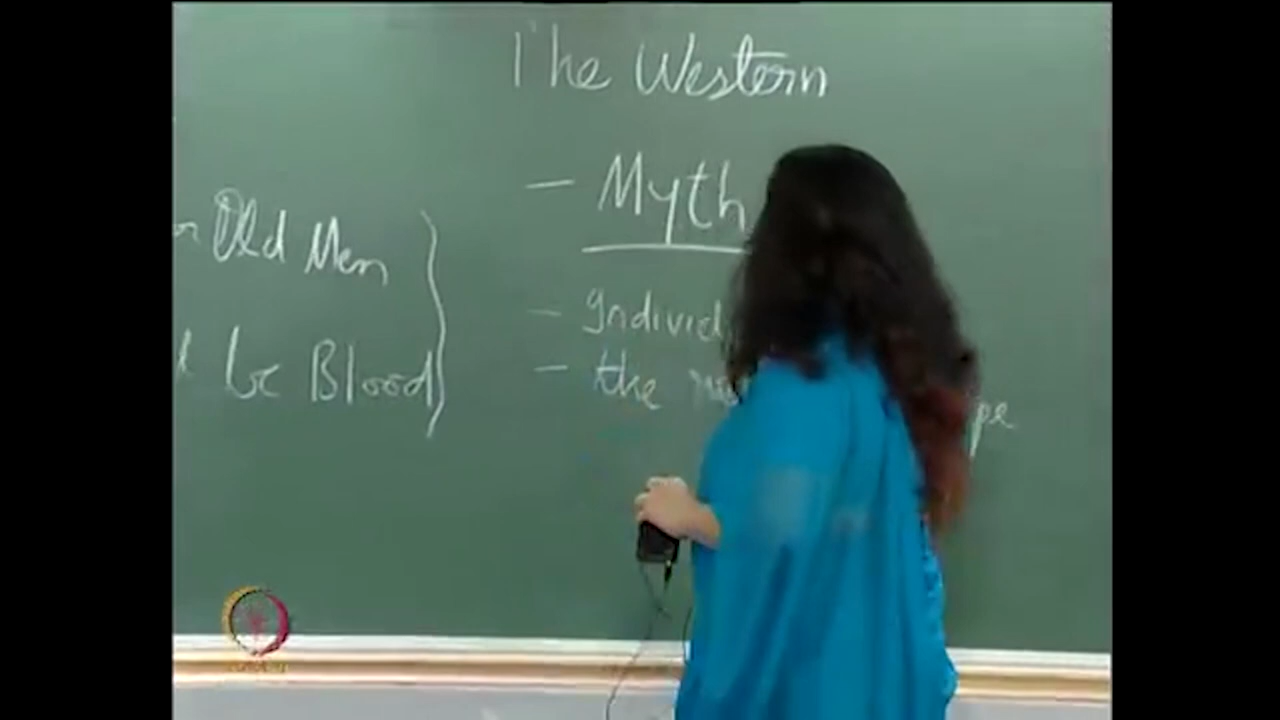 The Western
- Myth
Old Men
be Blood
- Individ
- the